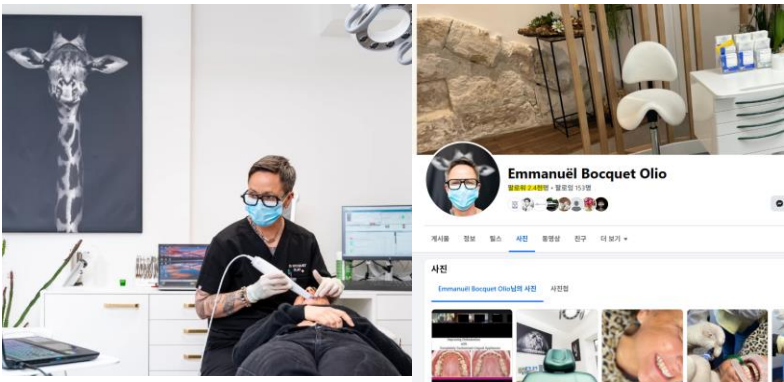 Emmanuël Bocquet Olio
팔로워 2.4천명 • 팔로잉 153명
게시물 정보 릴스 사진 동영상 친구 더 보기
사진
Emmanuël Bocquet Olio님의 사진 사진첩